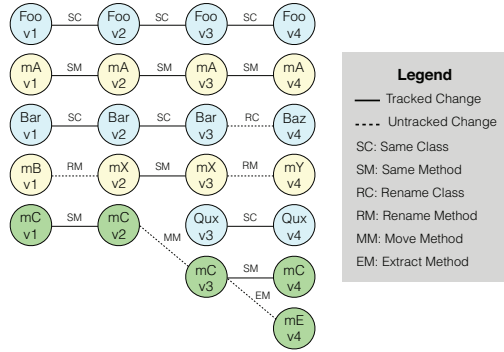 Foo v1 SC Foo v2 SC Foo v3 SC Foo v4
mA v1 SM mA v2 SM mA v3 SM mA v4
Bar v1 SC Bar v2 SC Bar v3 RC Baz v4
mB v1 RM mX v2 SM mX v3 RM mY v4
mC v1 SM mC v2 MM Qux v3 SC Qux v4
mC v3 SM mC v4
EM
mE v4
Legend
Tracked Change
Untracked Change
SC: Same Class
SM: Same Method
RC: Rename Class
RM: Rename Method
MM: Move Method
EM: Extract Method